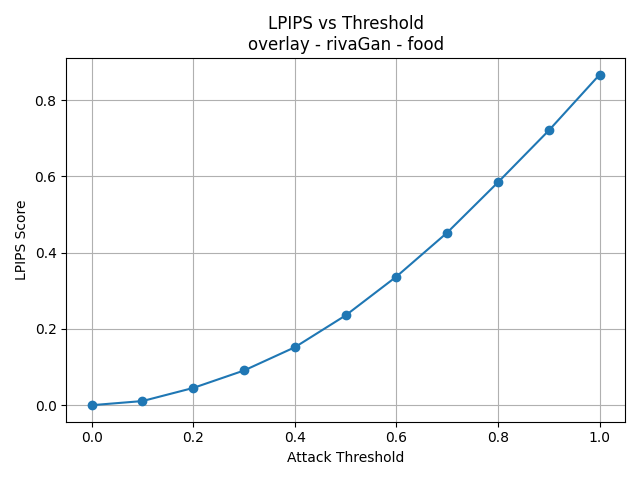 LPIPS vs Threshold
overlay - rivaGan - food
LPIPS Score
0.8
0.6
0.4
0.2
0.0
0.0 0.2 0.4 0.6 0.8 1.0
Attack Threshold